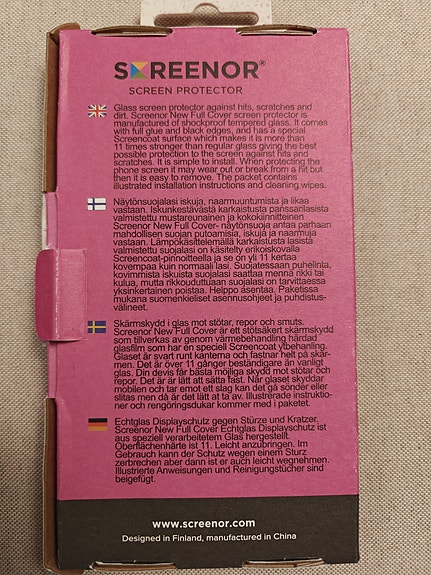 SCREENOR®
SCREEN PROTECTOR
Glass screen protector against hits, scratches and
dirt. Screenor New Full Cover screen protector is
manufactured of shockproof tempered glass. It comes
with full glue and black edges, and has a special
Screencoat surface which makes it is more than
11 times stronger than regular glass giving the best
possible protection to the screen against hits and
scratches. It is simple to install. When protecting the
phone screen it may wear out or break from a hit but
then it is easy to remove. The packet contains
illustrated installation instructions and cleaning wipes.
Näytönsuojalasi iskuja, naarmuuntumista ja likaa
vastaan. Iskunkestävästä karkaistusta panssarilasista
valmistettu mustareunainen ja kokokiinnitteinen
Screenor New Full Cover- näytönsuoja antaa parhaan
mahdollisen suojan putoamisia, iskuja ja naarmuja
vastaan. Lämpökäsittelemällä karkaistusta lasistä
valmistettu suojalasi on käsitelty erikoiskovalla
Screencoat-pinnoitteella ja se on yli 11 kertaa
kovempaa kuin normaali lasi. Suojatessaan puhelinta,
kovimmista iskuista suojalasi saattaa mennä rikki tai
kulua, mutta rikkouduttuaan suojalasi on tarvittaessa
yksinkertainen poistaa. Helppo asentaa. Paketissa
mukana suomenkieliset asennusohjeet ja puhdistus-
välineet.
Skärmskydd i glas mot stötar, repor och smuts.
Screenor New Full Cover är ett stötsäkert skärmskydd
som tillverkas av genom värmebehandling härdad
glasfilm som har en speciell Screencoat ytbehanling.
Glaset är svart runt kanterna och fastnar helt på skär-
men. Det är över 11 gånger beständigare än vanligt
glas. Din devis får bästa möjliga skydd mot stötar och
repor. Det är är lätt att sätta fast. När glaset skyddar
mobilen och tar emot ett slag kan det gå sönder eller
slitas men då är det lätt at ta av. Illustrerade instruktio-
ner och rengöringsdukar kommer med i paketet.
Echtglas Displayschutz gegen Stürze und Kratzer.
Screenor New Full Cover Echtglas Displayschutz ist
aus speziell verarbeitetem Glas hergestellt.
Oberflächenhärte ist 11. Leicht anzubringen. Im
Gebrauch kann der Schutz wegen einem Sturz
zerbrechen aber dann ist er auch leicht wegnehmen.
Illustrierte Anweisungen und Reinigungstücher sind
beigefügt.
www.screenor.com
Designed in Finland, manufactured in China